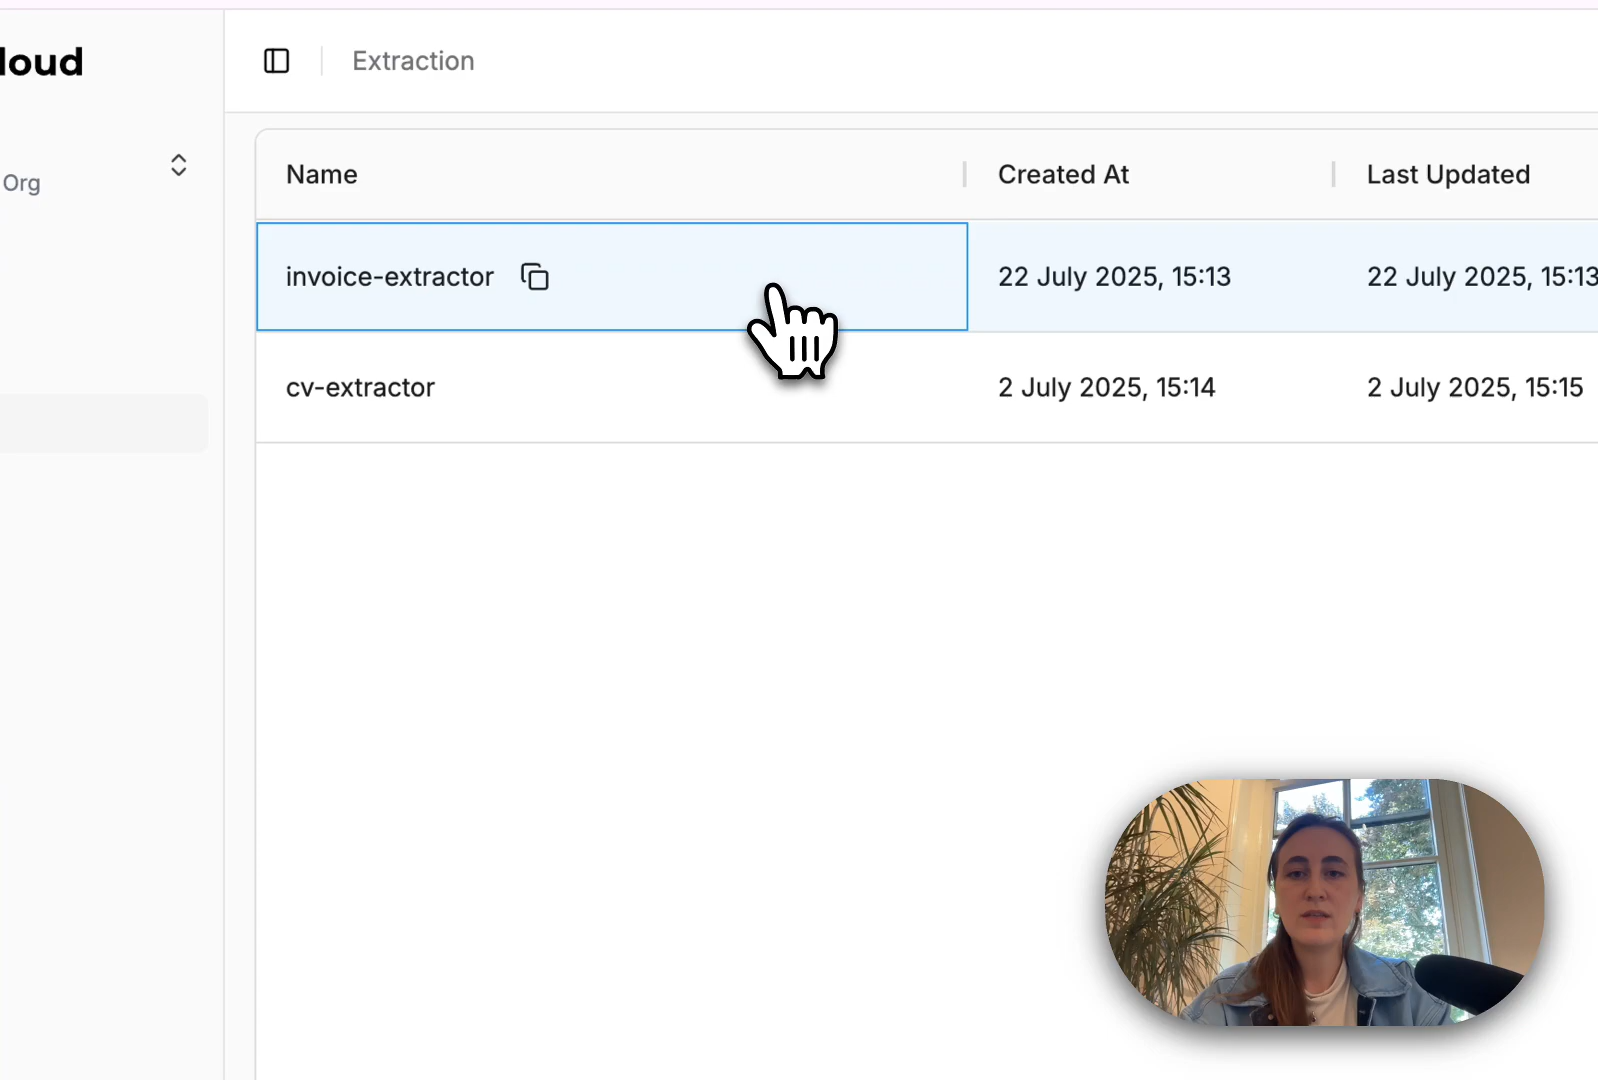 loud
Extraction
Org
Name Created At Last Updated
invoice-extractor 22 July 2025, 15:13 22 July 2025, 15:13
cv-extractor 2 July 2025, 15:14 2 July 2025, 15:15